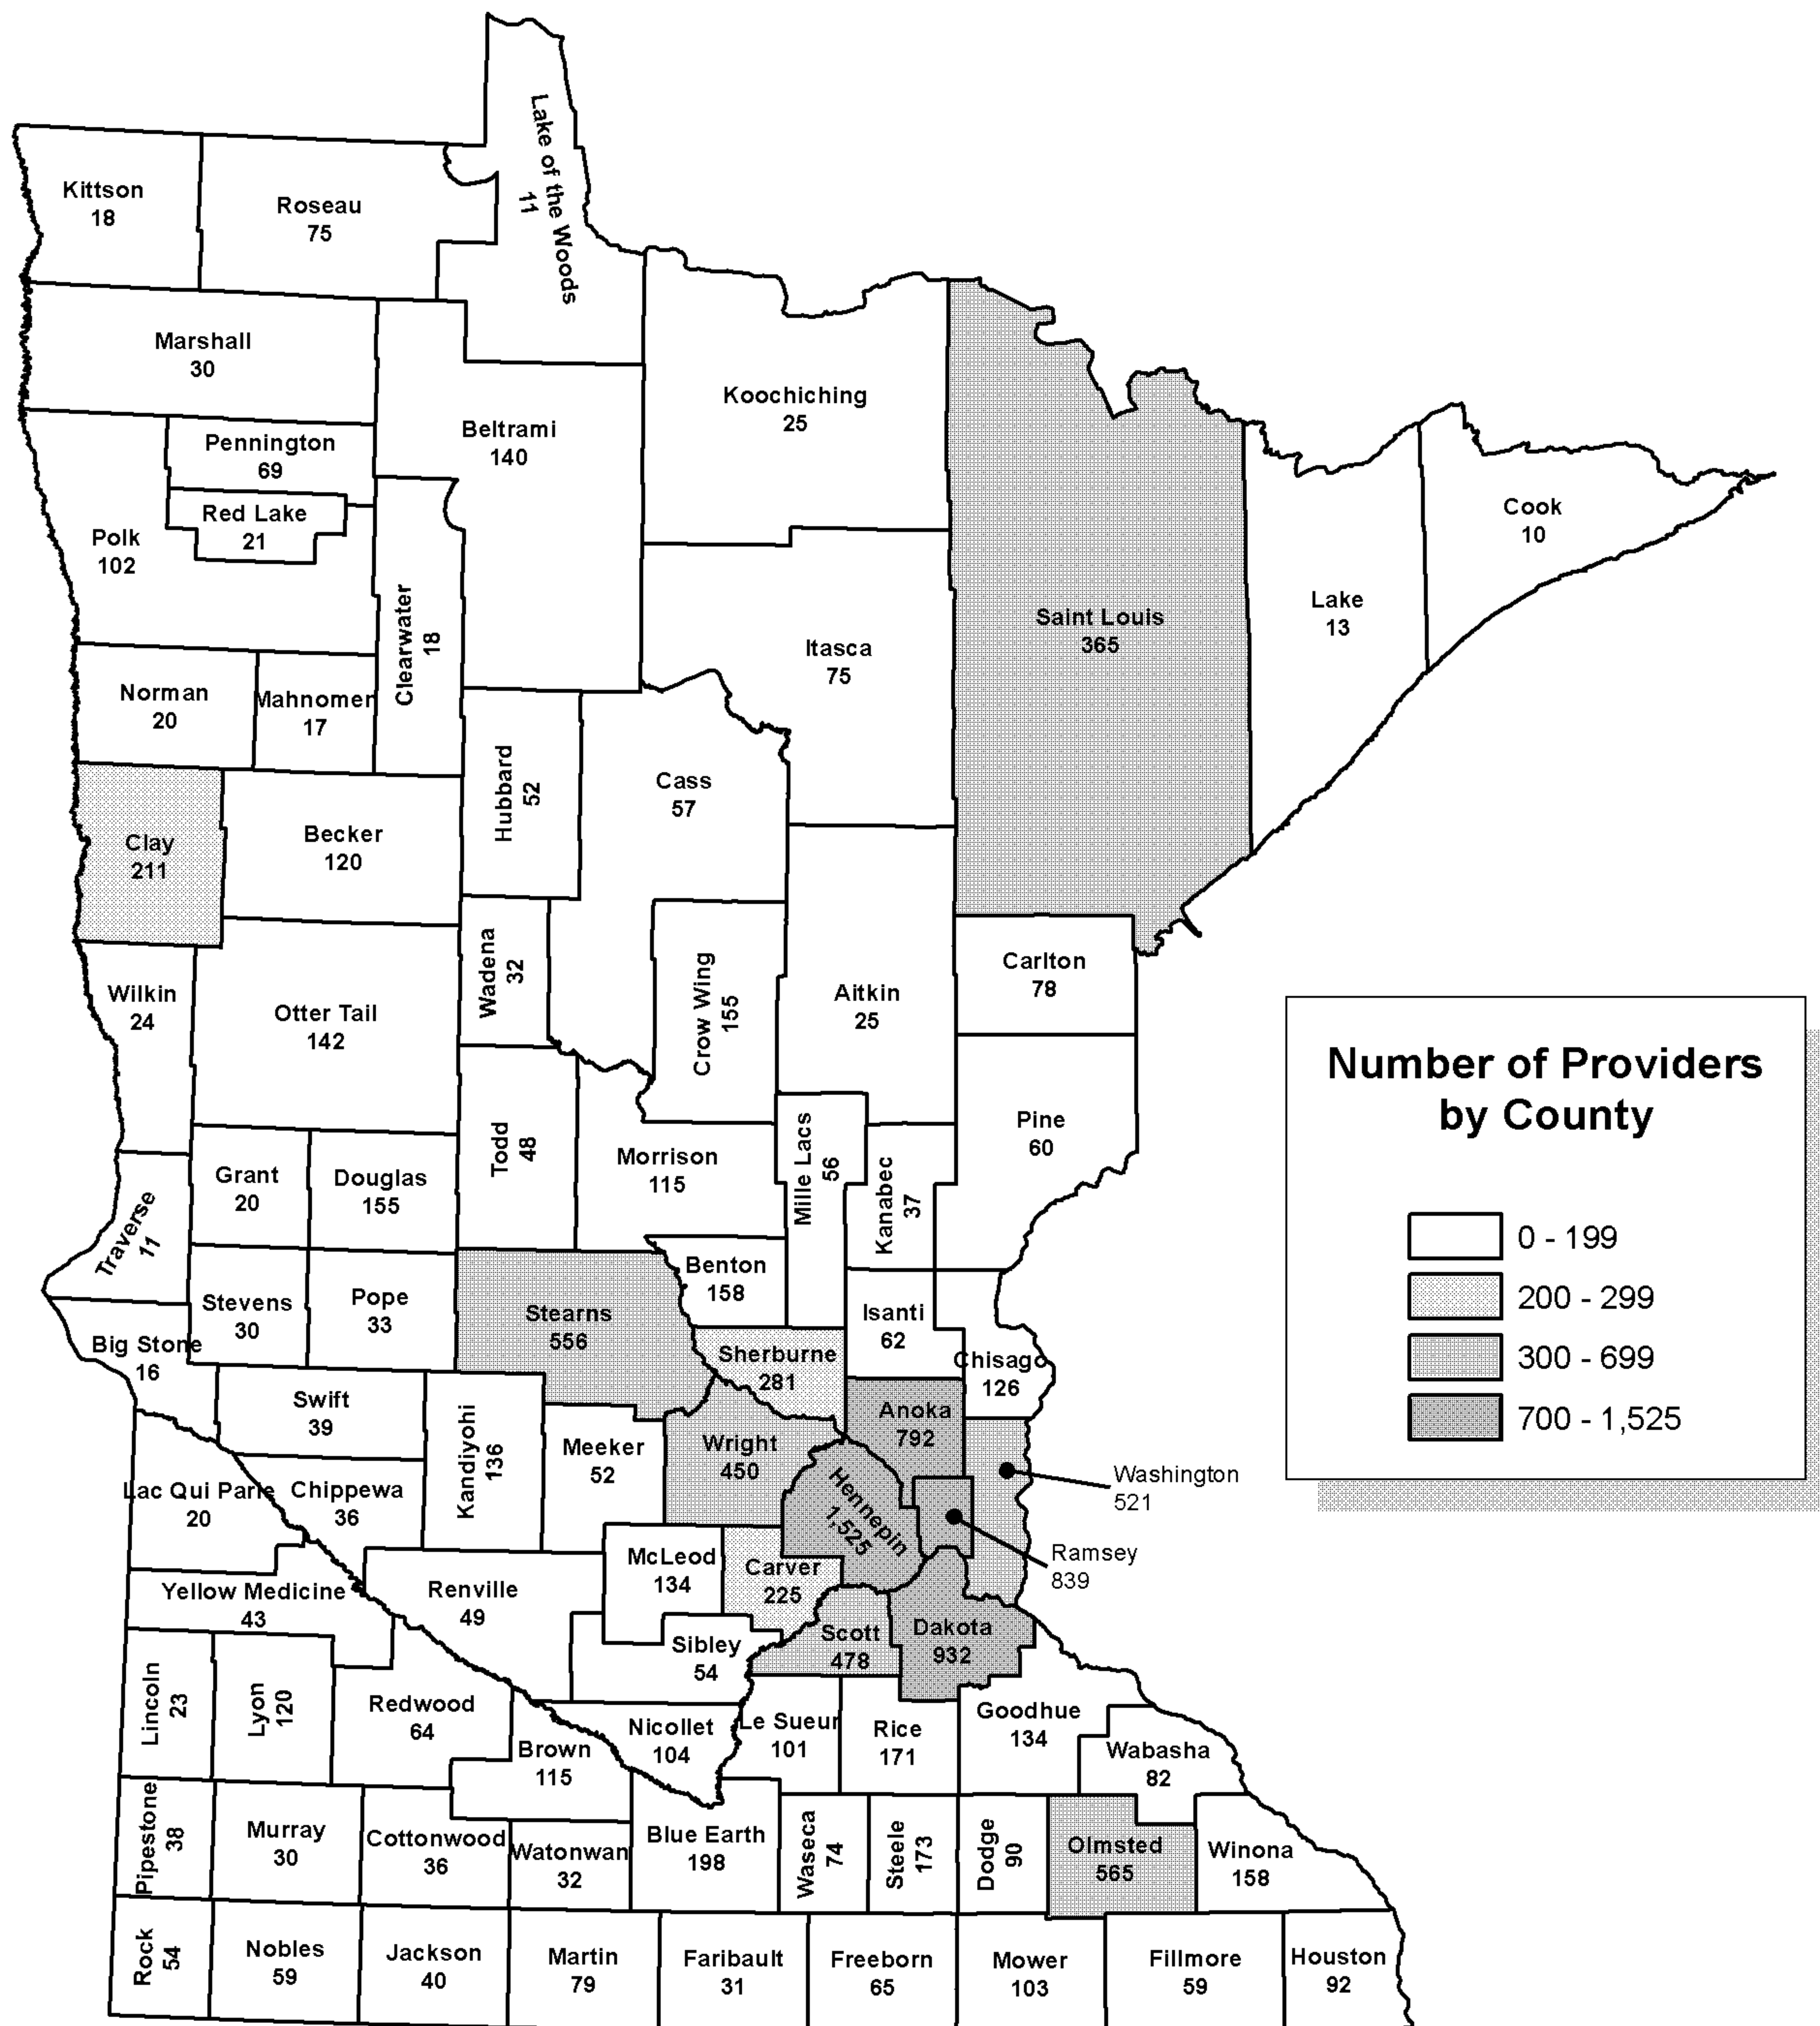 Lake of the Woods
11
Kittson
18
Roseau
75
Marshall
30
Koochiching
25
Beltrami
140
Pennington
69
Red Lake
21
Polk
102
Cook
10
Lake
13
Saint Louis
365
Clearwater
18
Itasca
75
Norman
20
Mahnomen
17
Hubbard
52
Cass
57
Clay
211
Becker
120
Wadena
32
Crow Wing
155
Aitkin
25
Carlton
78
Wilkin
24
Otter Tail
142
Number of Providers
by County
0 - 199
200 - 299
300 - 699
700 - 1,525
Pine
60
Todd
48
Morrison
115
Mille Lacs
56
Kanabec
37
Grant
20
Douglas
155
Traverse
11
Benton
158
Stevens
30
Pope
33
Stearns
556
Isanti
62
Big Stone
16
Sherburne
281
Chisago
126
Swift
39
Kandiyohi
136
Meeker
52
Wright
450
Anoka
792
Washington
521
Lac Qui Parle
20
Chippewa
36
Hennepin
1,525
Ramsey
839
McLeod
134
Carver
225
Yellow Medicine
43
Renville
49
Sibley
54
Scott
478
Dakota
932
Lincoln
23
Lyon
120
Redwood
64
Brown
115
Nicollet
104
Le Sueur
101
Rice
171
Goodhue
134
Wabasha
82
Pipestone
38
Murray
30
Cottonwood
36
Watonwan
32
Blue Earth
198
Waseca
74
Steele
173
Dodge
90
Olmsted
565
Winona
158
Rock
54
Nobles
59
Jackson
40
Martin
79
Faribault
31
Freeborn
65
Mower
103
Fillmore
59
Houston
92